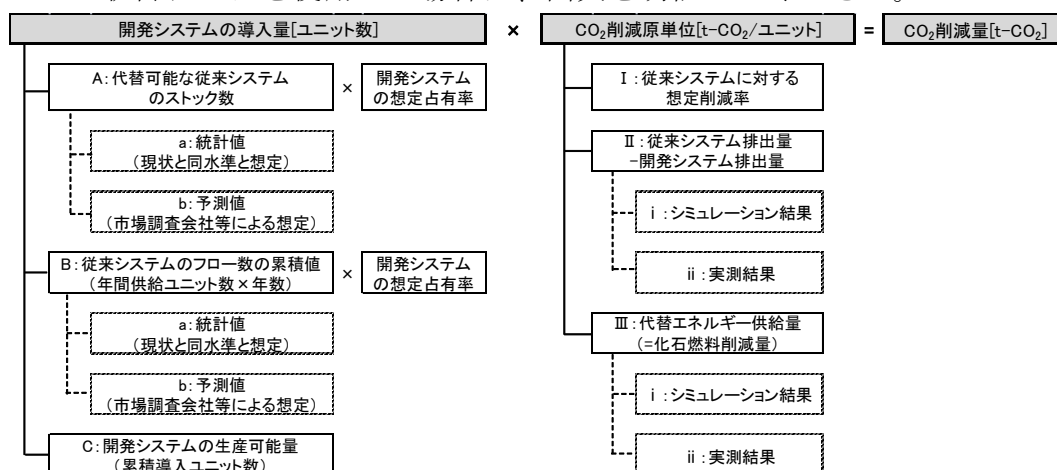 開発システムの導入量[ユニット数] × CO₂削減原単位[t-CO₂/ユニット] = CO₂削減量[t-CO₂]
A:代替可能な従来システム
のストック数
×
開発システム
の想定占有率
a:統計値
(現状と同水準と想定)
b:予測値
(市場調査会社等による想定)
B:従来システムのフロー数の累積値
(年間供給ユニット数×年数)
×
開発システム
の想定占有率
a:統計値
(現状と同水準と想定)
b:予測値
(市場調査会社等による想定)
C:開発システムの生産可能量
(累積導入ユニット数)
Ⅰ:従来システムに対する
想定削減率
Ⅱ:従来システム排出量
-開発システム排出量
ⅰ:シミュレーション結果
ⅱ:実測結果
Ⅲ:代替エネルギー供給量
(=化石燃料削減量)
ⅰ:シミュレーション結果
ⅱ:実測結果